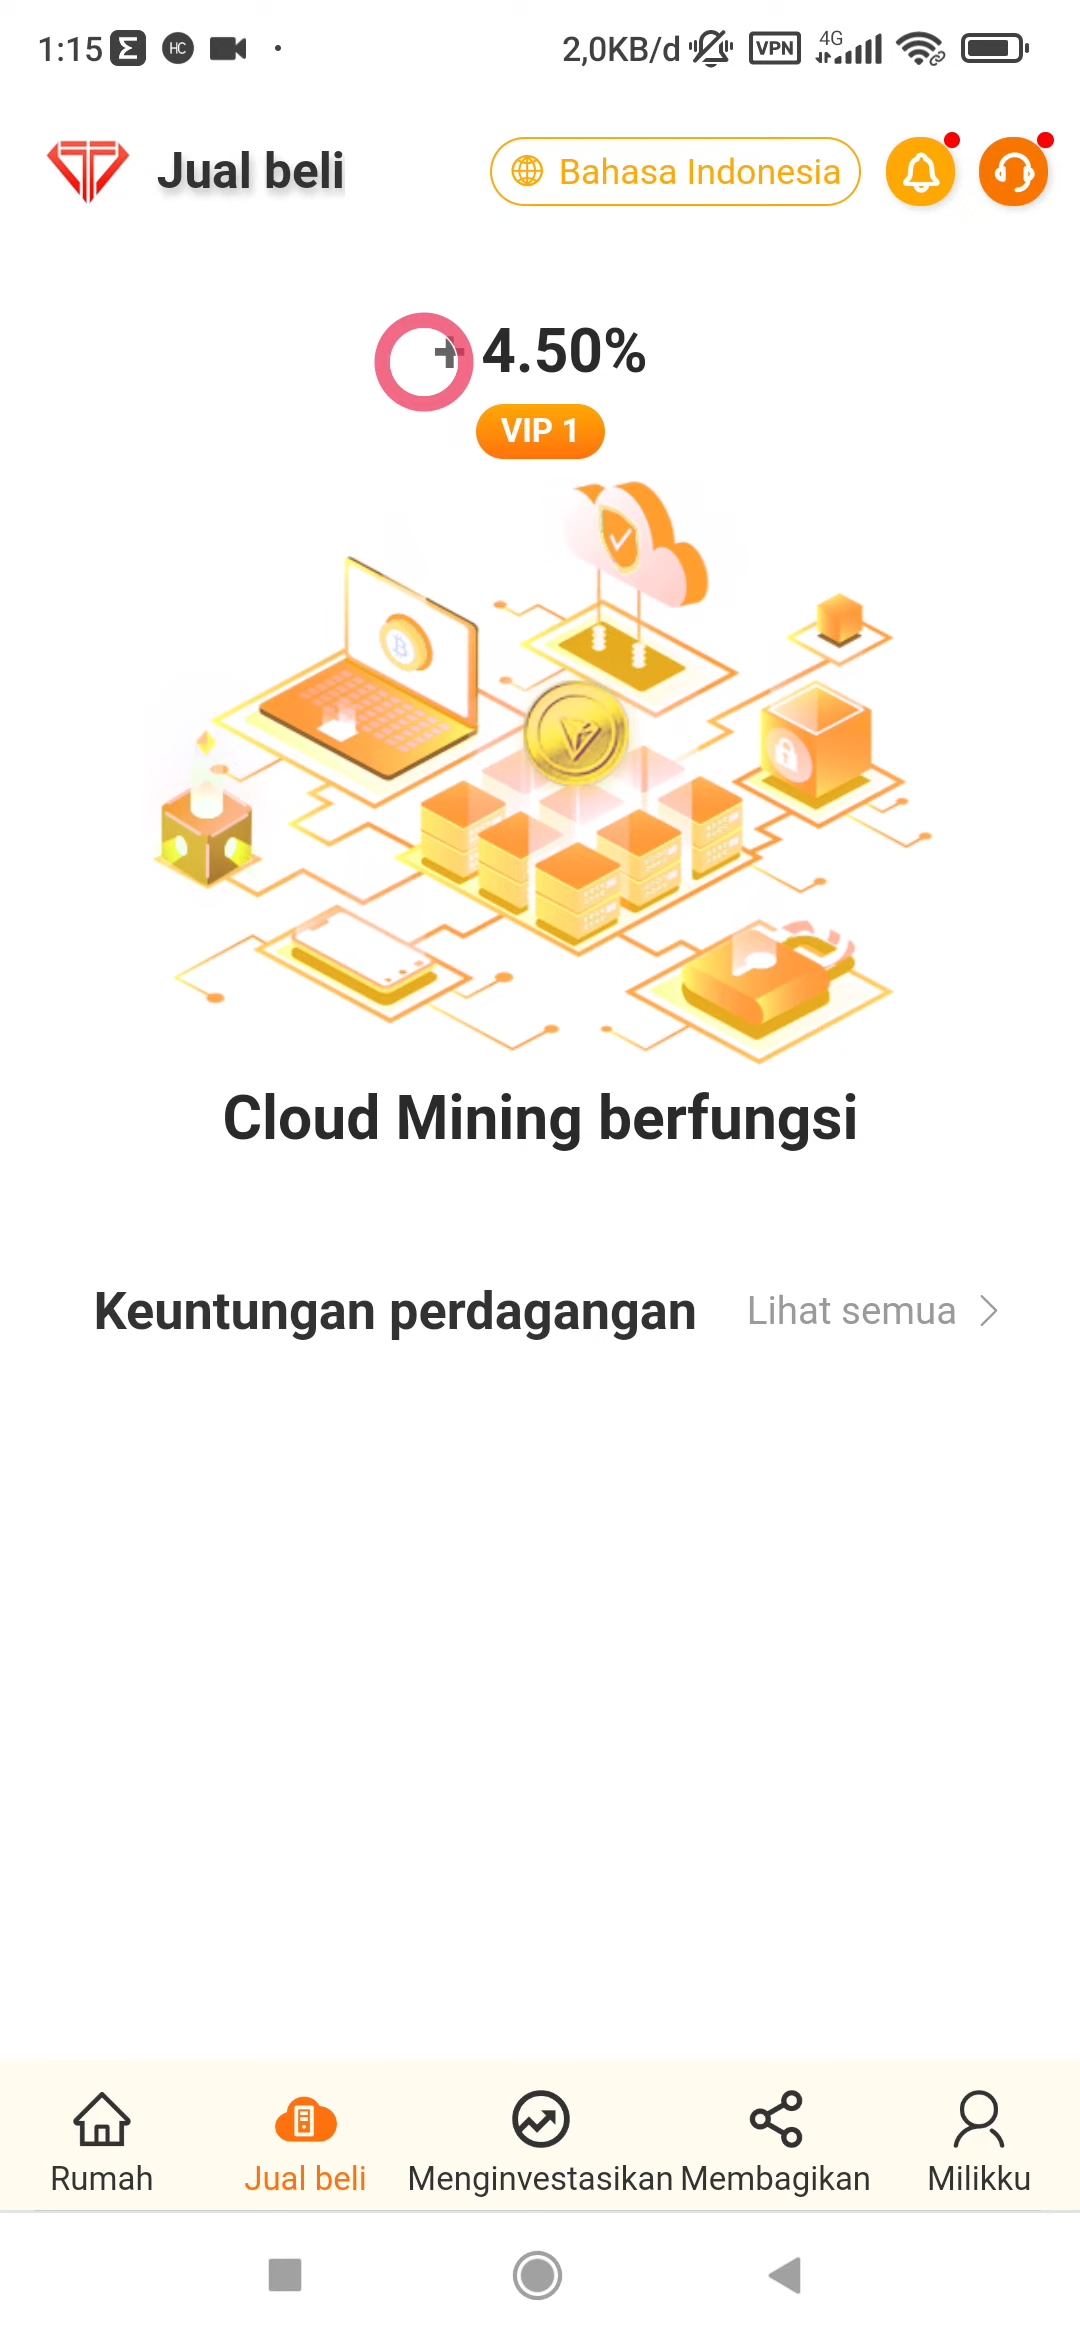 1:15
HC
2,0KB/d
VPN
4G
Jual beli
Bahasa Indonesia
+4.50%
VIP 1
Cloud Mining berfungsi
Keuntungan perdagangan
Lihat semua
Rumah
Jual beli
Menginvestasikan
Membagikan
Milikku